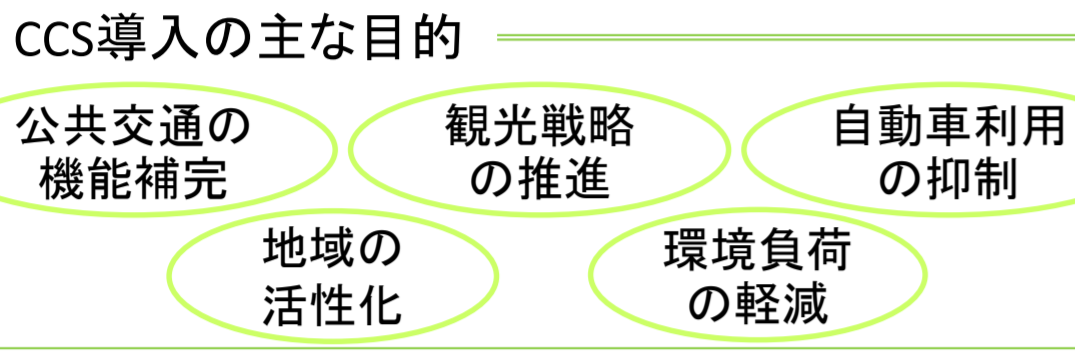 CCS導入の主な目的
公共交通の
機能補完
観光戦略
の推進
自動車利用
の抑制
地域の
活性化
環境負荷
の軽減